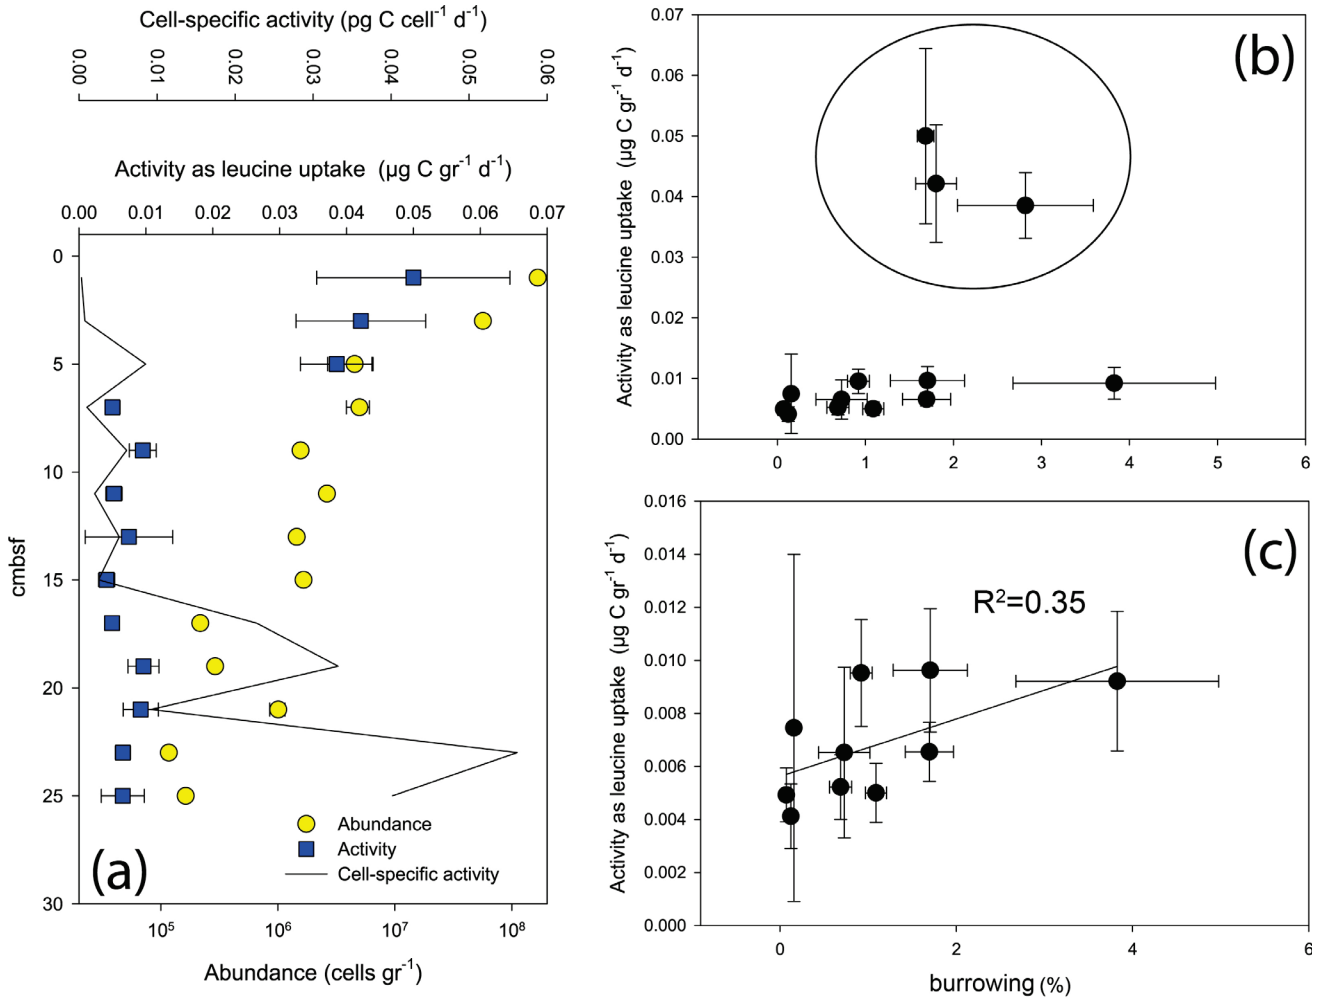 Cell-specific activity (pg C cell⁻¹ d⁻¹)
0.00 0.01 0.02 0.03 0.04 0.05 0.06
Activity as leucine uptake (µg C gr⁻¹ d⁻¹)
0.00 0.01 0.02 0.03 0.04 0.05 0.06 0.07
cmbsf
0
5
10
15
20
25
30
Abundance
Activity
Cell-specific activity
(a)
10⁵ 10⁶ 10⁷ 10⁸
Abundance (cells gr⁻¹)
(b)
Activity as leucine uptake (µg C gr⁻¹ d⁻¹)
0.07
0.06
0.05
0.04
0.03
0.02
0.01
0.00
0 1 2 3 4 5 6
(c)
R²=0.35
Activity as leucine uptake (µg C gr⁻¹ d⁻¹)
0.016
0.014
0.012
0.010
0.008
0.006
0.004
0.002
0.000
0 2 4 6
burrowing (%)